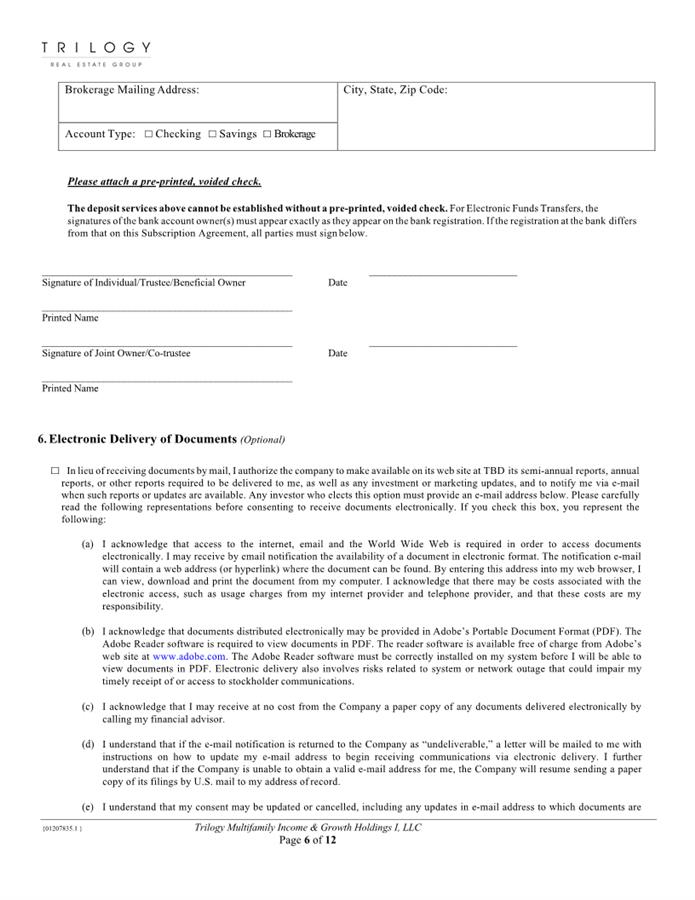 TRILOGY
REAL ESTATE GROUP
Brokerage Mailing Address:
City, State, Zip Code:
Account Type: ☐ Checking ☐ Savings ☐ Brokerage
Please attach a pre-printed, voided check.
The deposit services above cannot be established without a pre-printed, voided check. For Electronic Funds Transfers, the
signatures of the bank account owner(s) must appear exactly as they appear on the bank registration. If the registration at the bank differs
from that on this Subscription Agreement, all parties must sign below.
Signature of Individual/Trustee/Beneficial Owner Date
Printed Name
Signature of Joint Owner/Co-trustee Date
Printed Name
6. Electronic Delivery of Documents (Optional)
☐ In lieu of receiving documents by mail, I authorize the company to make available on its web site at TBD its semi-annual reports, annual
reports, or other reports required to be delivered to me, as well as any investment or marketing updates, and to notify me via e-mail
when such reports or updates are available. Any investor who elects this option must provide an e-mail address below. Please carefully
read the following representations before consenting to receive documents electronically. If you check this box, you represent the
following:
(a) I acknowledge that access to the internet, email and the World Wide Web is required in order to access documents
electronically. I may receive by email notification the availability of a document in electronic format. The notification e-mail
will contain a web address (or hyperlink) where the document can be found. By entering this address into my web browser, I
can view, download and print the document from my computer. I acknowledge that there may be costs associated with the
electronic access, such as usage charges from my internet provider and telephone provider, and that these costs are my
responsibility.
(b) I acknowledge that documents distributed electronically may be provided in Adobe's Portable Document Format (PDF). The
Adobe Reader software is required to view documents in PDF. The reader software is available free of charge from Adobe's
web site at www.adobe.com. The Adobe Reader software must be correctly installed on my system before I will be able to
view documents in PDF. Electronic delivery also involves risks related to system or network outage that could impair my
timely receipt of or access to stockholder communications.
(c) I acknowledge that I may receive at no cost from the Company a paper copy of any documents delivered electronically by
calling my financial advisor.
(d) I understand that if the e-mail notification is returned to the Company as “undeliverable,” a letter will be mailed to me with
instructions on how to update my e-mail address to begin receiving communications via electronic delivery. I further
understand that if the Company is unable to obtain a valid e-mail address for me, the Company will resume sending a paper
copy of its filings by U.S. mail to my address of record.
(e) I understand that my consent may be updated or cancelled, including any updates in e-mail address to which documents are
{01207835.1 } Trilogy Multifamily Income & Growth Holdings I, LLC
Page 6 of 12